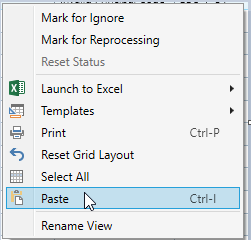 Mark for Ignore
Mark for Reprocessing
Reset Status
Launch to Excel
Templates
Print Ctrl-P
Reset Grid Layout
Select All
Paste Ctrl-I
Rename View